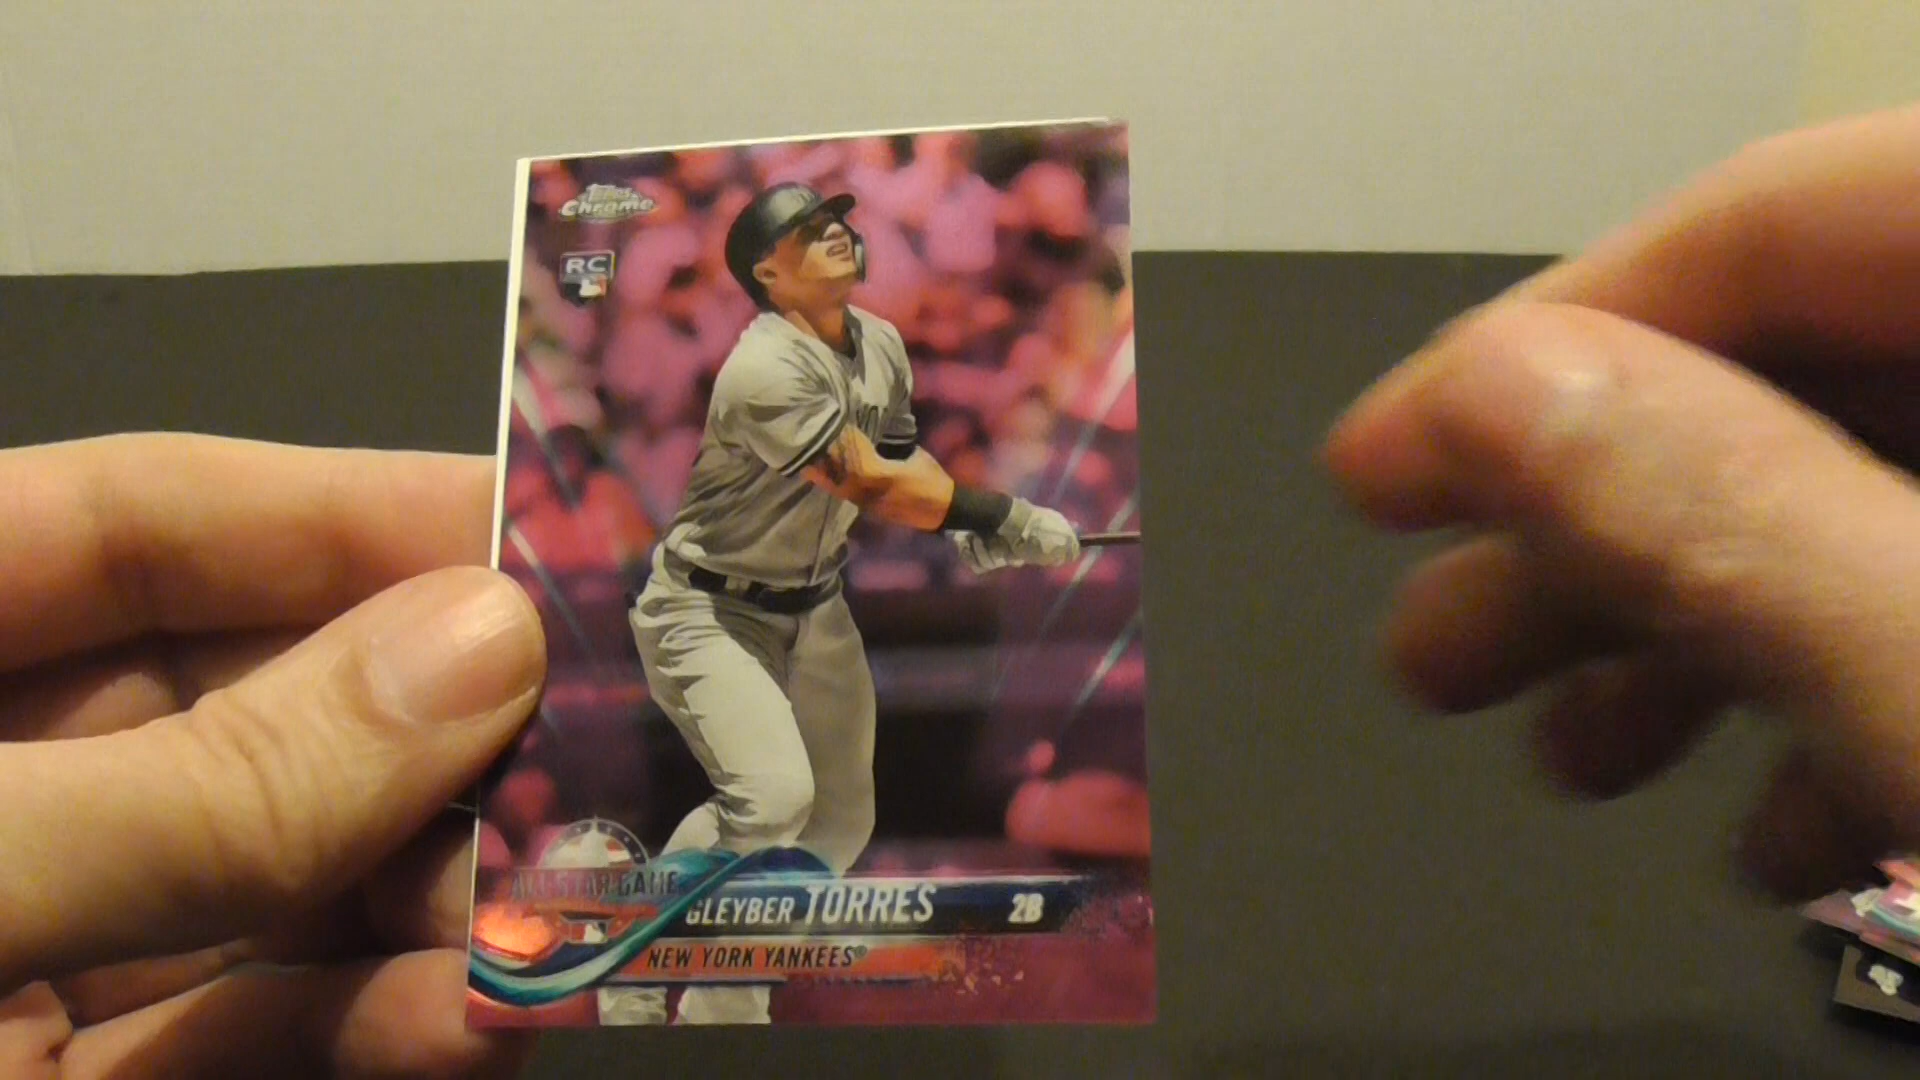 Topps
Chrome
RC
ALL-STAR GAME
GLEYBER TORRES 2B
NEW YORK YANKEES®